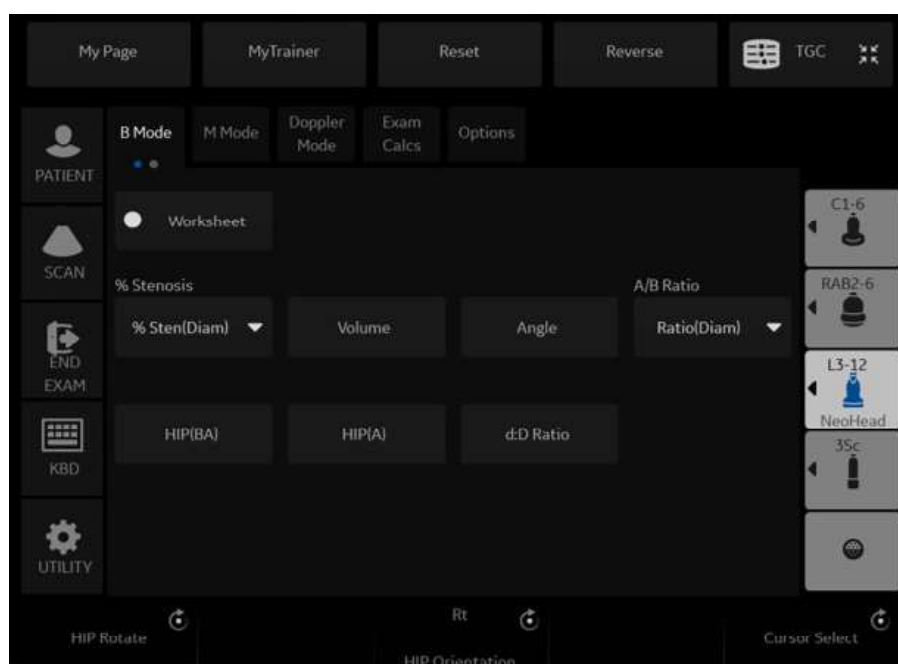 My Page
MyTrainer
Reset
Reverse
TGC
PATIENT
SCAN
END
EXAM
KBD
UTILITY
B Mode
M Mode
Doppler
Mode
Exam
Calcs
Options
Worksheet
% Stenosis
A/B Ratio
% Sten(Diam)
Volume
Angle
Ratio(Diam)
HIP(BA)
HIP(A)
d:D Ratio
C1-6
RAB2-6
L3-12
NeoHead
3Sc
HIP Rotate
Rt
HIP Orientation
Cursor Select